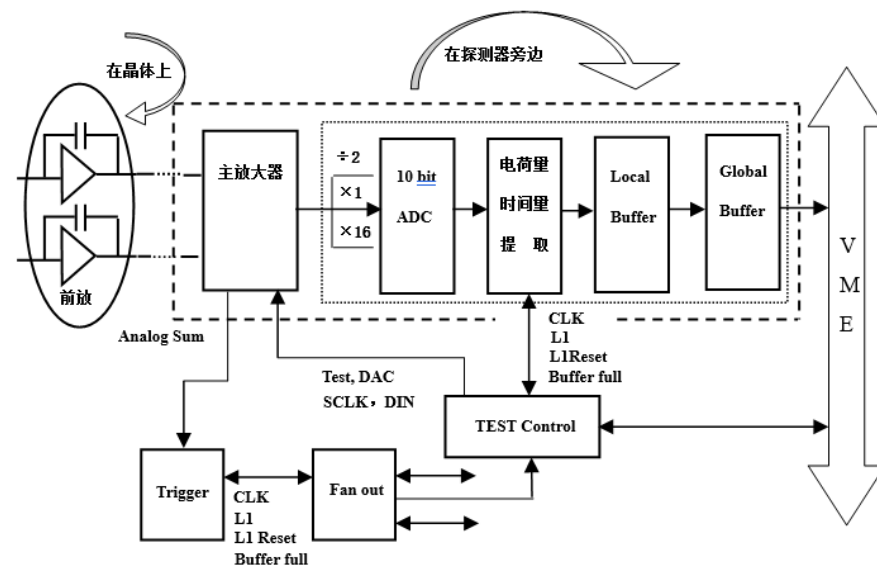 在晶体上
在探测器旁边
主放大器
÷2
×1
×16
10 bit
ADC
电荷量
时间量
提 取
Local
Buffer
Global
Buffer
前放
VME
Analog Sum
CLK
L1
L1Reset
Buffer full
Test, DAC
SCLK，DIN
TEST Control
Trigger
CLK
L1
L1 Reset
Buffer full
Fan out